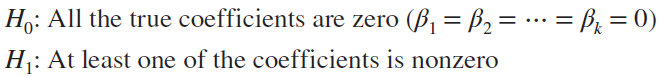 H₀: All the true coefficients are zero (β₁ = β₂ = ⋯ = βₖ = 0)
H₁: At least one of the coefficients is nonzero